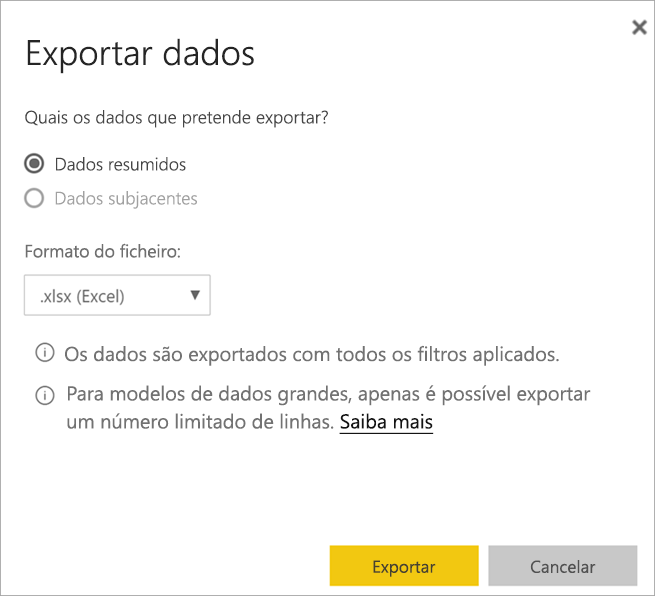 Exportar dados
Quais os dados que pretende exportar?
Dados resumidos
Dados subjacentes
Formato do ficheiro:
.xlsx (Excel)
Os dados são exportados com todos os filtros aplicados.
Para modelos de dados grandes, apenas é possível exportar
um número limitado de linhas. Saiba mais
Exportar
Cancelar